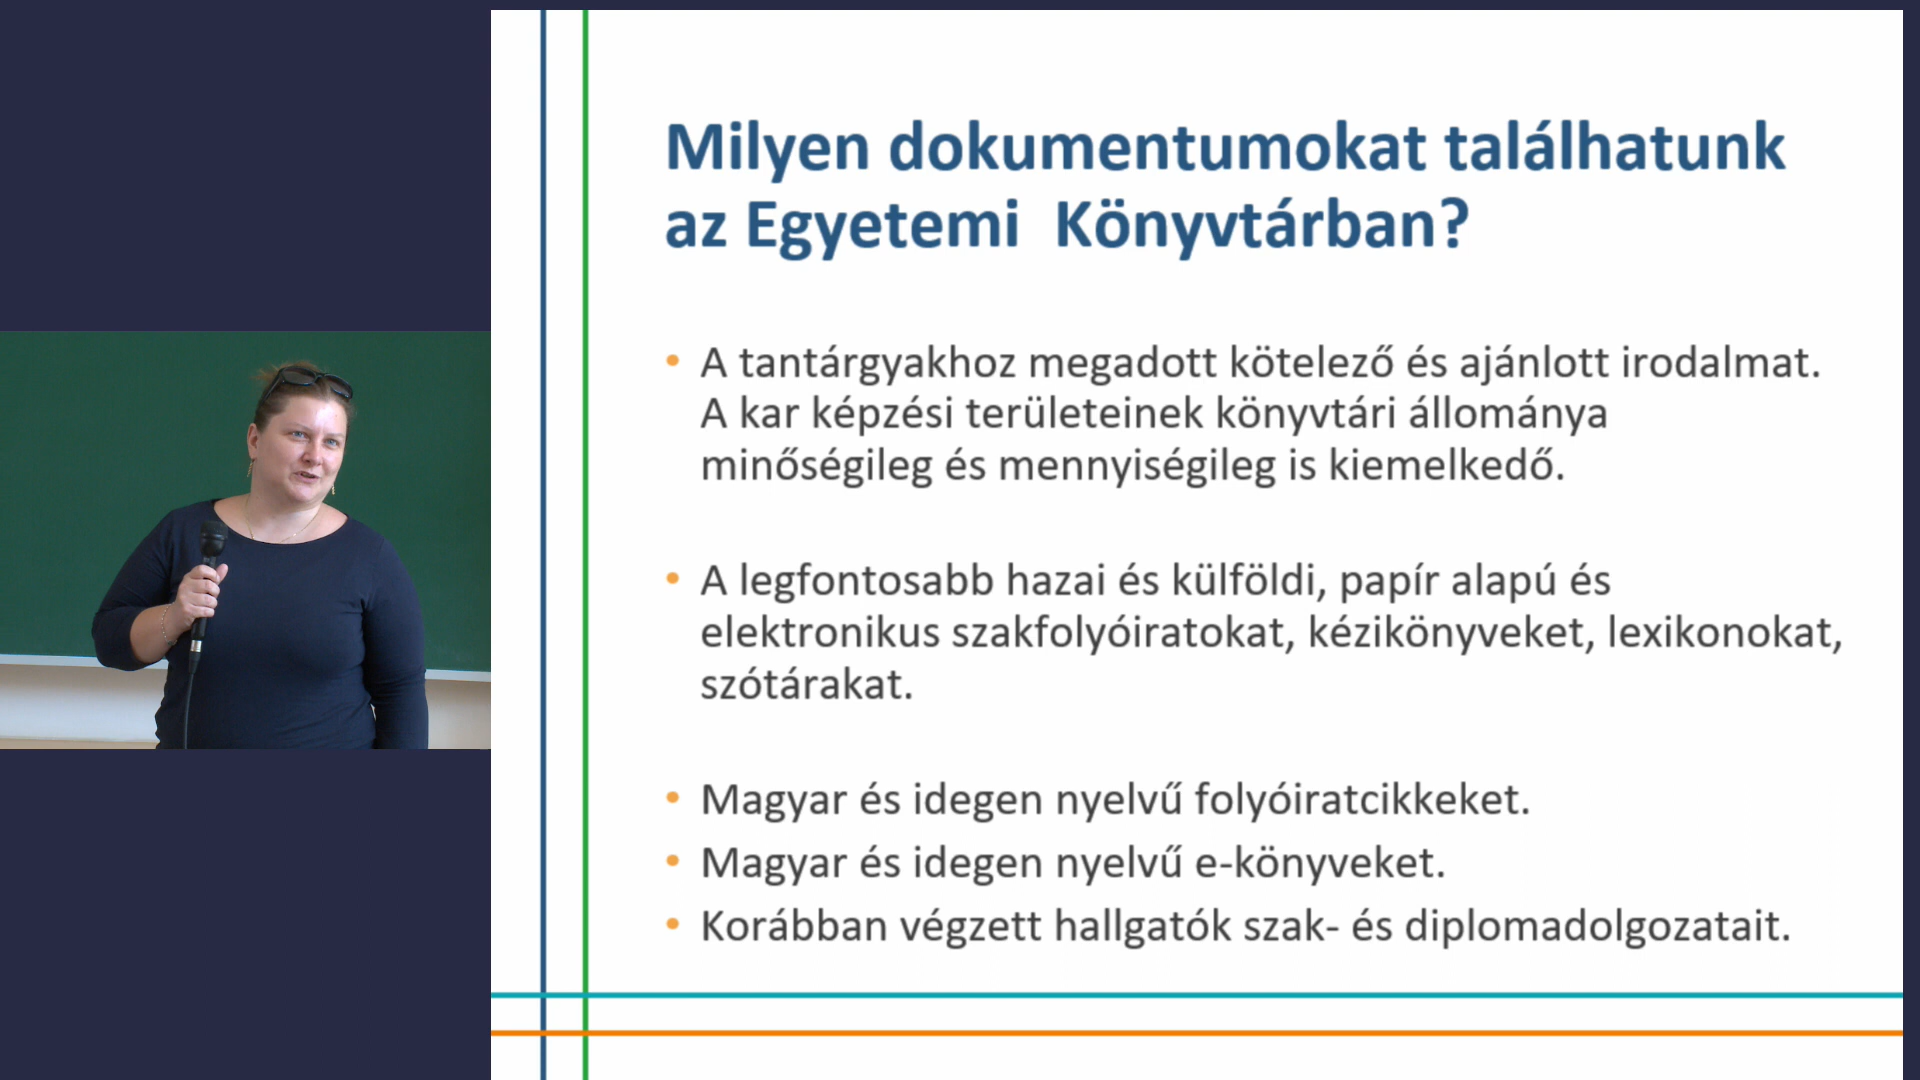 Milyen dokumentumokat találhatunk
az Egyetemi  Könyvtárban?
• A tantárgyakhoz megadott kötelező és ajánlott irodalmat.
A kar képzési területeinek könyvtári állománya
minőségileg és mennyiségileg is kiemelkedő.
• A legfontosabb hazai és külföldi, papír alapú és
elektronikus szakfolyóiratokat, kézikönyveket, lexikonokat,
szótárakat.
• Magyar és idegen nyelvű folyóiratcikkeket.
• Magyar és idegen nyelvű e-könyveket.
• Korábban végzett hallgatók szak- és diplomadolgozatait.